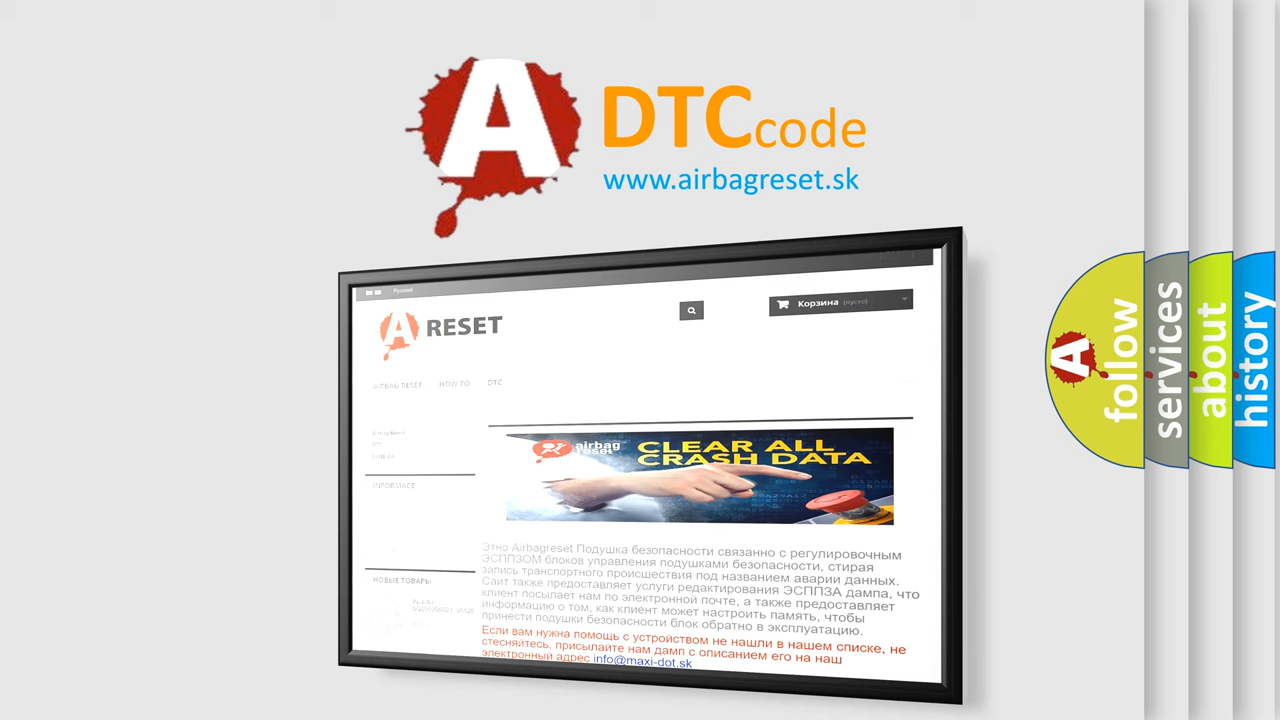 A
DTCcode
www.airbagreset.sk
Русский
A RESET
Корзина (пусто)
AIRBAG RESET HOW TO DTC
INFORMACE
airbag
reset
CLEAR ALL
CRASH DATA
Этно Airbagreset Подушка безопасности связанно с регулировочным
ЭСППЗОМ блоков управления подушками безопасности, стирая
запись транспортного происшествия под названием аварии данных.
Сайт также предоставляет услуги редактирования ЭСППЗА дампа, что
клиент посылает нам по электронной почте, а также предоставляет
информацию о том, как клиент может настроить память, чтобы
принести подушки безопасности блок обратно в эксплуатацию.
Если вам нужна помощь с устройством не нашли в нашем списке, не
стесняйтесь, присылайте нам дамп с описанием его на наш
электронный адрес info@maxi-dot.sk
НОВЫЕ ТОВАРЫ
A
follow
services
about
history